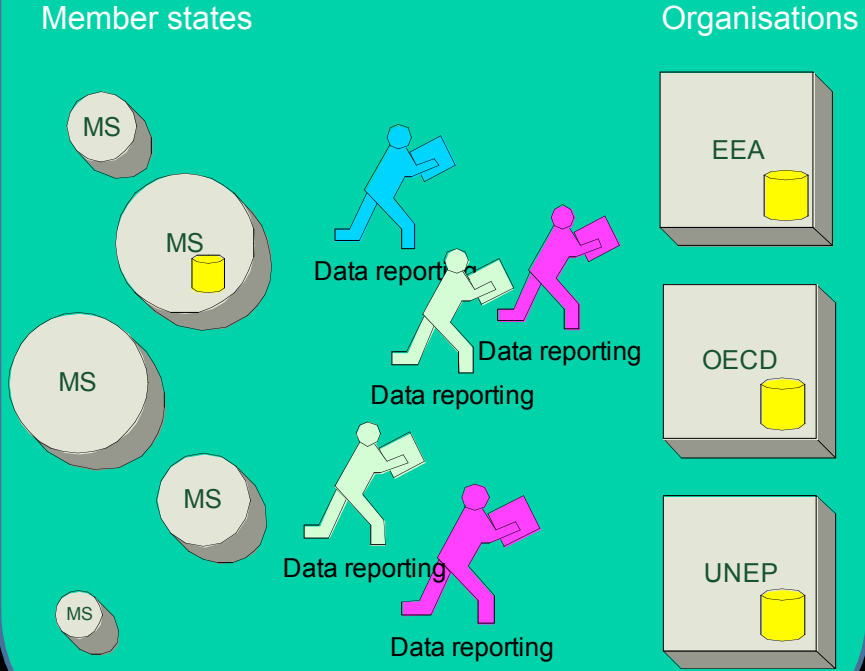 Member states
Organisations
MS
EEA
MS
Data reporting
Data reporting
OECD
MS
Data reporting
MS
Data reporting
UNEP
MS
Data reporting